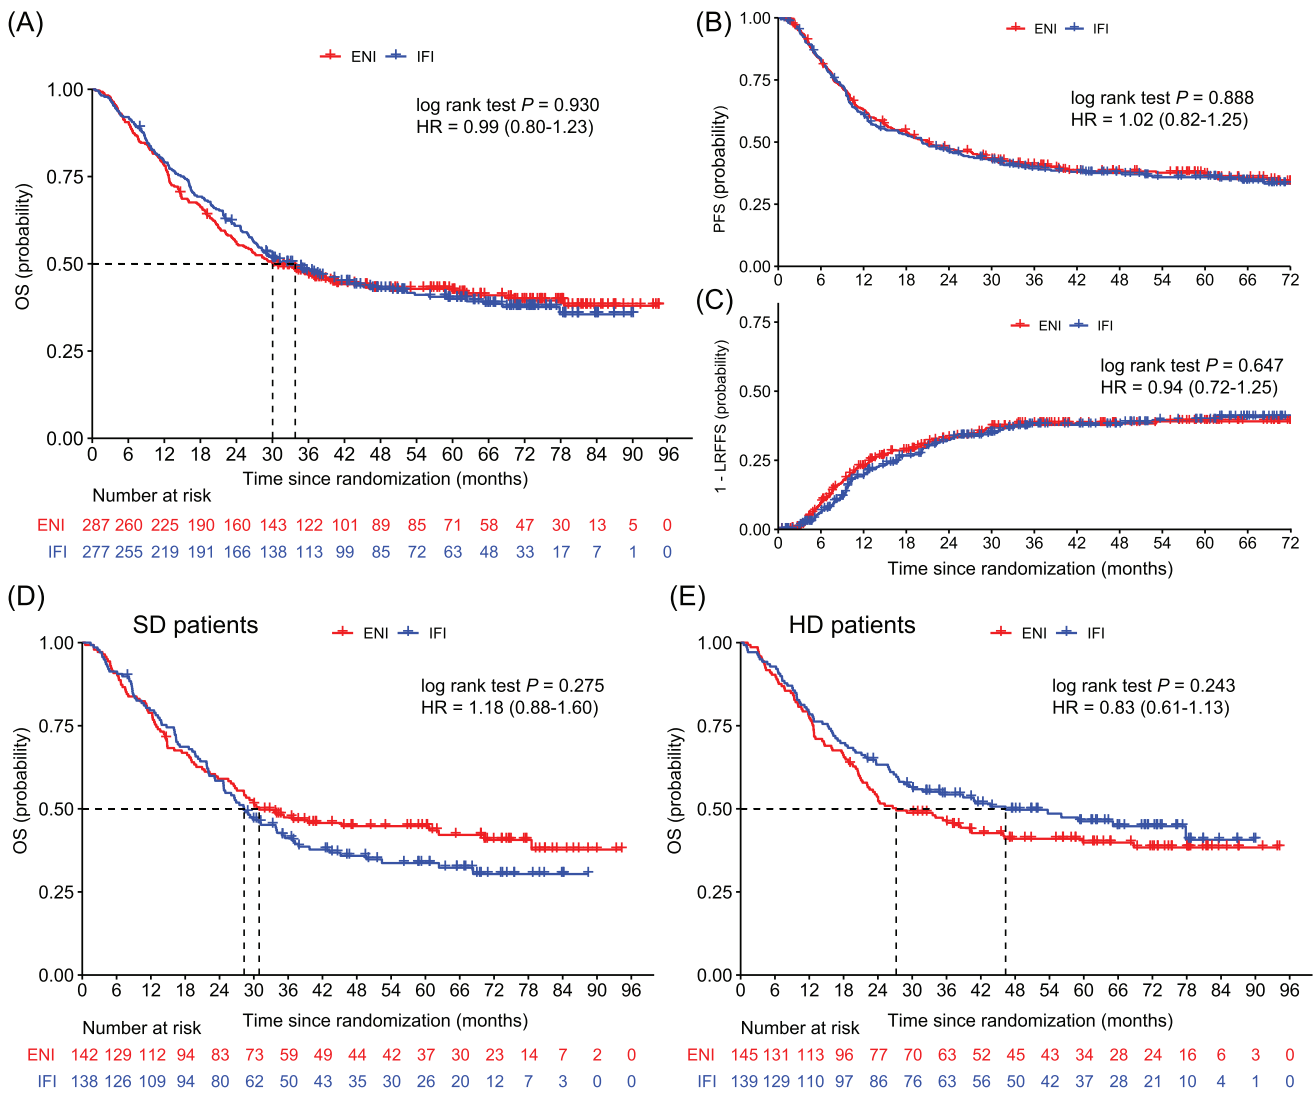 (A)
ENI IFI
log rank test P = 0.930
HR = 0.99 (0.80-1.23)
OS (probability)
1.00
0.75
0.50
0.25
0.00
0 6 12 18 24 30 36 42 48 54 60 66 72 78 84 90 96
Time since randomization (months)
Number at risk
ENI 287 260 225 190 160 143 122 101 89 85 71 58 47 30 13 5 0
IFI 277 255 219 191 166 138 113 99 85 72 63 48 33 17 7 1 0
(B)
ENI IFI
log rank test P = 0.888
HR = 1.02 (0.82-1.25)
PFS (probability)
1.00
0.75
0.50
0.25
0.00
0 6 12 18 24 30 36 42 48 54 60 66 72
(C)
ENI IFI
log rank test P = 0.647
HR = 0.94 (0.72-1.25)
1 - LRFFS (probability)
0.75
0.50
0.25
0.00
0 6 12 18 24 30 36 42 48 54 60 66 72
Time since randomization (months)
(D)
SD patients
ENI IFI
log rank test P = 0.275
HR = 1.18 (0.88-1.60)
OS (probability)
1.00
0.75
0.50
0.25
0.00
0 6 12 18 24 30 36 42 48 54 60 66 72 78 84 90 96
Number at risk Time since randomization (months)
ENI 142 129 112 94 83 73 59 49 44 42 37 30 23 14 7 2 0
IFI 138 126 109 94 80 62 50 43 35 30 26 20 12 7 3 0 0
(E)
HD patients
ENI IFI
log rank test P = 0.243
HR = 0.83 (0.61-1.13)
OS (probability)
1.00
0.75
0.50
0.25
0.00
0 6 12 18 24 30 36 42 48 54 60 66 72 78 84 90 96
Number at risk Time since randomization (months)
ENI 145 131 113 96 77 70 63 52 45 43 34 28 24 16 6 3 0
IFI 139 129 110 97 86 76 63 56 50 42 37 28 21 10 4 1 0